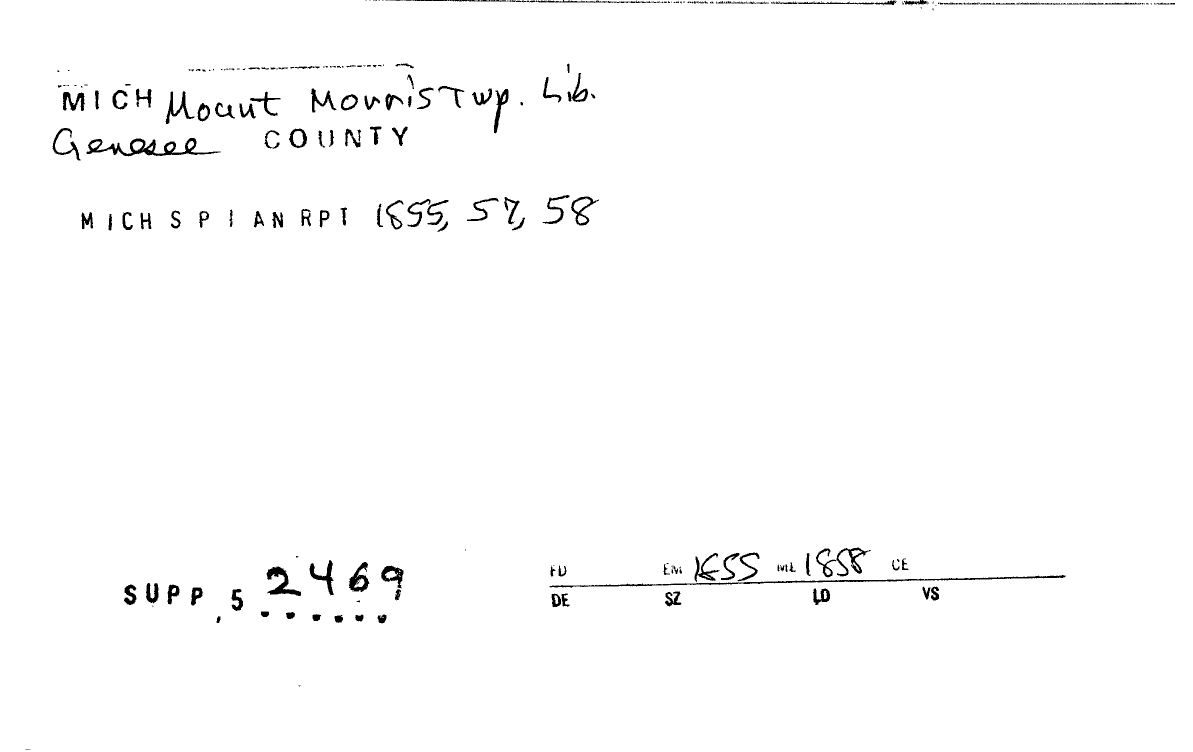 MICH Mount Morris Twp. Lib.
Genesee COUNTY
MICH S P I AN RPT 1855, 57, 58
SUPP. 5 2469
FD EM 1855 ML 1858 CE
DE SZ LD VS